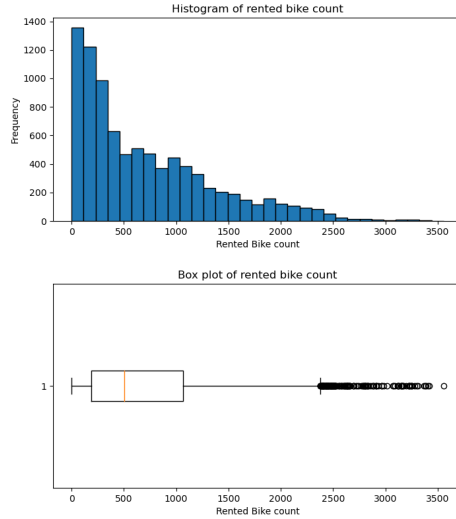 Histogram of rented bike count
1400
1200
1000
800
600
400
200
0
Frequency
0 500 1000 1500 2000 2500 3000 3500
Rented Bike count
Box plot of rented bike count
1
0 500 1000 1500 2000 2500 3000 3500
Rented Bike count